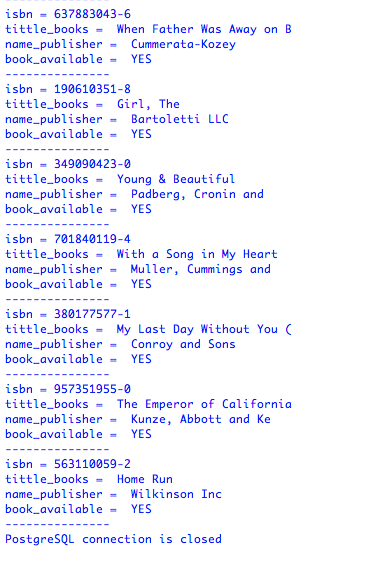 ---------------
isbn = 637883043-6
tittle_books =  When Father Was Away on B
name_publisher =  Cummerata-Kozey
book_available =  YES
---------------
isbn = 190610351-8
tittle_books =  Girl, The
name_publisher =  Bartoletti LLC
book_available =  YES
---------------
isbn = 349090423-0
tittle_books =  Young & Beautiful
name_publisher =  Padberg, Cronin and
book_available =  YES
---------------
isbn = 701840119-4
tittle_books =  With a Song in My Heart
name_publisher =  Muller, Cummings and
book_available =  YES
---------------
isbn = 380177577-1
tittle_books =  My Last Day Without You (
name_publisher =  Conroy and Sons
book_available =  YES
---------------
isbn = 957351955-0
tittle_books =  The Emperor of California
name_publisher =  Kunze, Abbott and Ke
book_available =  YES
---------------
isbn = 563110059-2
tittle_books =  Home Run
name_publisher =  Wilkinson Inc
book_available =  YES
---------------
PostgreSQL connection is closed